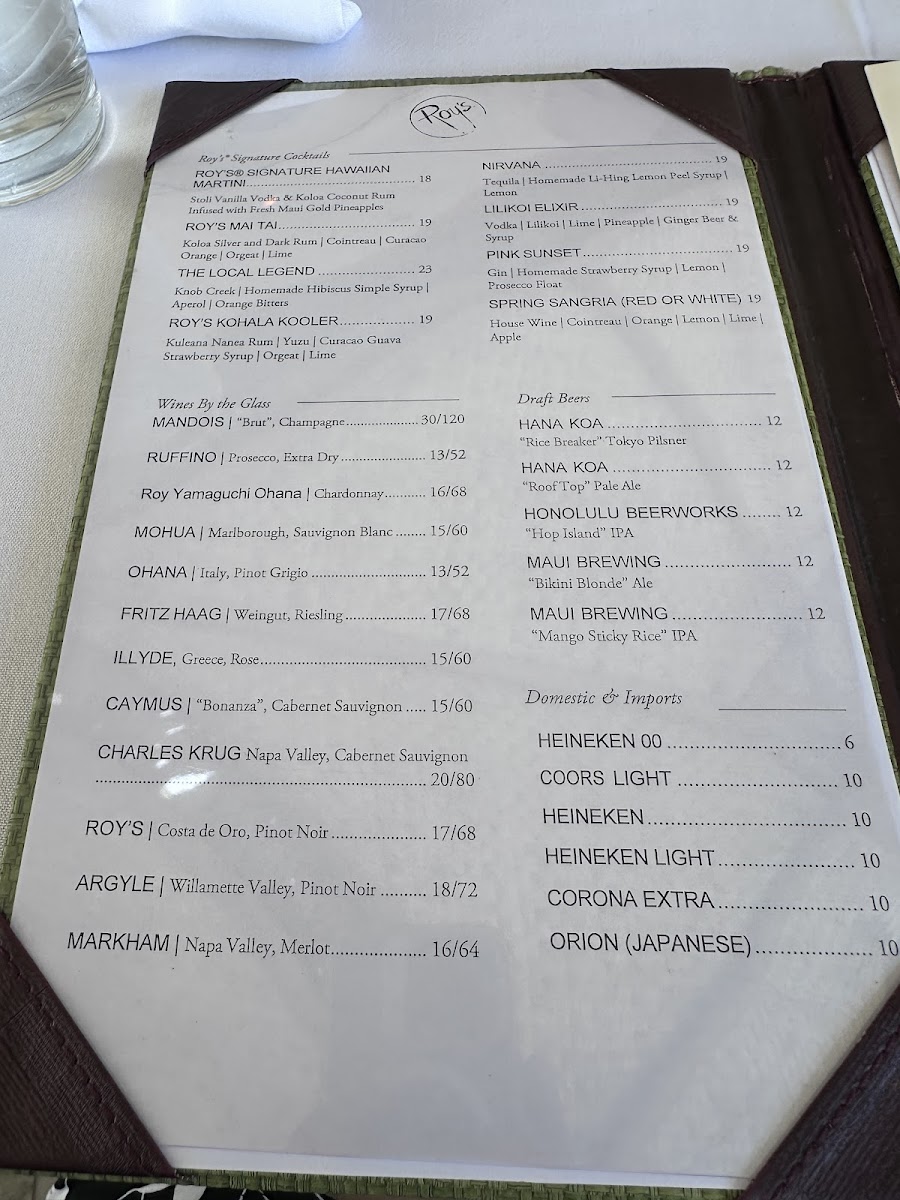 Roy's
Roy's® Signature Cocktails
ROY'S® SIGNATURE HAWAIIAN
MARTINI.......................................... 18
Stoli Vanilla Vodka & Koloa Coconut Rum
Infused with Fresh Maui Gold Pineapples
ROY'S MAI TAI.................................. 19
Koloa Silver and Dark Rum | Cointreau | Curacao
Orange | Orgeat | Lime
THE LOCAL LEGEND ........................ 23
Knob Creek | Homemade Hibiscus Simple Syrup |
Aperol | Orange Bitters
ROY'S KOHALA KOOLER.................. 19
Kuleana Nanea Rum | Yuzu | Curacao Guava
Strawberry Syrup | Orgeat | Lime
NIRVANA .......................................... 19
Tequila | Homemade Li-Hing Lemon Peel Syrup |
Lemon
LILIKOI ELIXIR ................................... 19
Vodka | Lilikoi | Lime | Pineapple | Ginger Beer &
Syrup
PINK SUNSET.................................... 19
Gin | Homemade Strawberry Syrup | Lemon |
Prosecco Float
SPRING SANGRIA (RED OR WHITE) 19
House Wine | Cointreau | Orange | Lemon | Lime |
Apple
Wines By the Glass
MANDOIS | "Brut", Champagne..................... 30/120
RUFFINO | Prosecco, Extra Dry ........................ 13/52
Roy Yamaguchi Ohana | Chardonnay........... 16/68
MOHUA | Marlborough, Sauvignon Blanc ........ 15/60
OHANA | Italy, Pinot Grigio ............................. 13/52
FRITZ HAAG | Weingut, Riesling.................... 17/68
ILLYDE, Greece, Rose......................................... 15/60
CAYMUS | "Bonanza", Cabernet Sauvignon ..... 15/60
CHARLES KRUG Napa Valley, Cabernet Sauvignon
............................................................................ 20/80
ROY'S | Costa de Oro, Pinot Noir ..................... 17/68
ARGYLE | Willamette Valley, Pinot Noir .......... 18/72
MARKHAM | Napa Valley, Merlot..................... 16/64
Draft Beers
HANA KOA ..................................... 12
"Rice Breaker" Tokyo Pilsner
HANA KOA ................................ 12
"Roof Top" Pale Ale
HONOLULU BEERWORKS ........ 12
"Hop Island" IPA
MAUI BREWING .......................... 12
"Bikini Blonde" Ale
MAUI BREWING .......................... 12
"Mango Sticky Rice" IPA
Domestic & Imports
HEINEKEN 00 .................................. 6
COORS LIGHT ............................... 10
HEINEKEN....................................... 10
HEINEKEN LIGHT.......................... 10
CORONA EXTRA........................... 10
ORION (JAPANESE)..................... 10